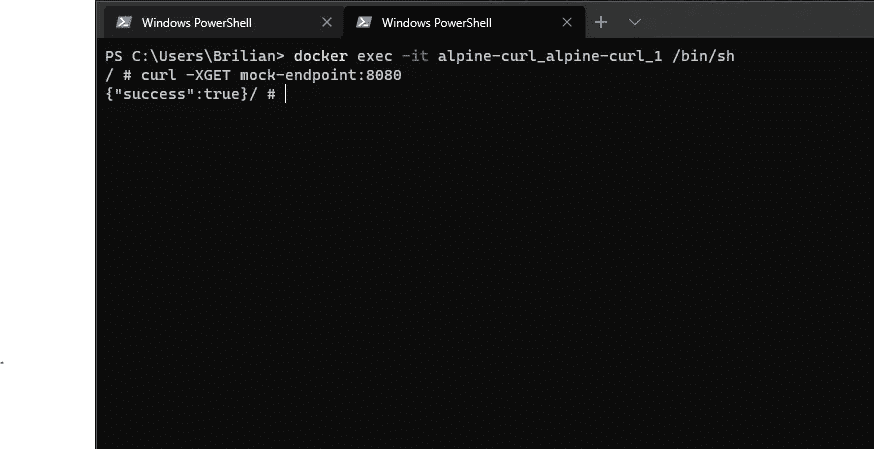 Windows PowerShell
Windows PowerShell
PS C:\Users\Brilian> docker exec -it alpine-curl_alpine-curl_1 /bin/sh
/ # curl -XGET mock-endpoint:8080
{"success":true}/ #